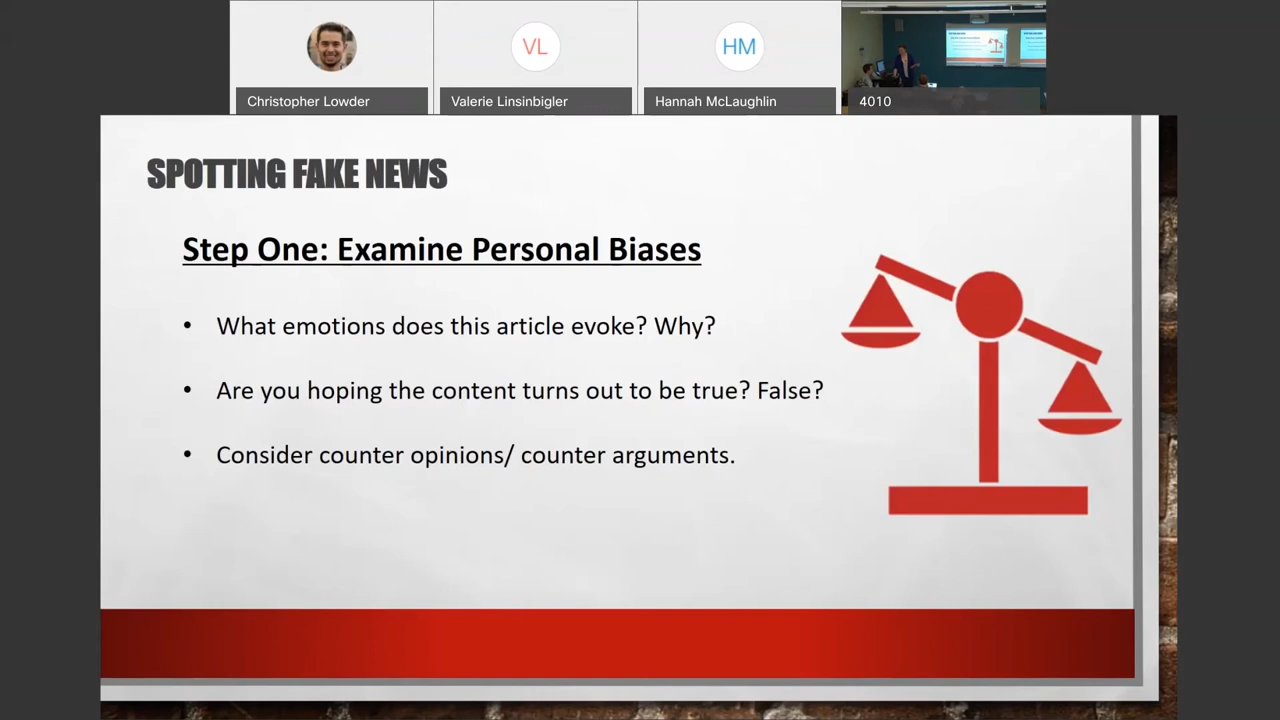 Christopher Lowder
VL
Valerie Linsinbigler
HM
Hannah McLaughlin
4010
SPOTTING FAKE NEWS
Step One: Examine Personal Biases
• What emotions does this article evoke? Why?
• Are you hoping the content turns out to be true? False?
• Consider counter opinions/ counter arguments.